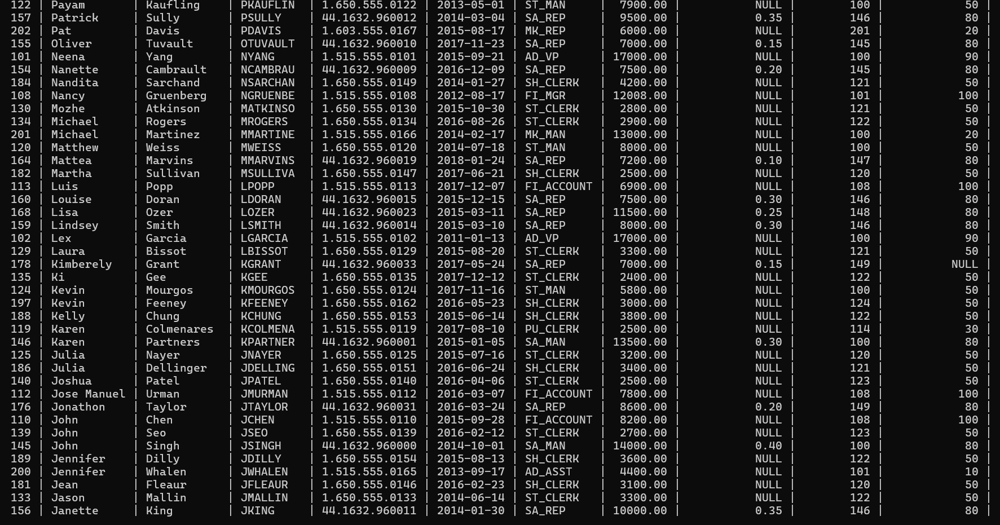 122 | Payam | Kaufling | PKAUFLIN | 1.650.555.0122 | 2013-05-01 | ST_MAN | 7900.00 | NULL | 100 | 50 |
157 | Patrick | Sully | PSULLY | 44.1632.960012 | 2014-03-04 | SA_REP | 9500.00 | 0.35 | 146 | 80 |
202 | Pat | Davis | PDAVIS | 1.603.555.0167 | 2015-08-17 | MK_REP | 6000.00 | NULL | 201 | 20 |
155 | Oliver | Tuvault | OTUVAULT | 44.1632.960010 | 2017-11-23 | SA_REP | 7000.00 | 0.15 | 145 | 80 |
101 | Neena | Yang | NYANG | 1.515.555.0101 | 2015-09-21 | AD_VP | 17000.00 | NULL | 100 | 90 |
154 | Nanette | Cambrault | NCAMBRAU | 44.1632.960009 | 2016-12-09 | SA_REP | 7500.00 | 0.20 | 145 | 80 |
184 | Nandita | Sarchand | NSARCHAN | 1.650.555.0149 | 2014-01-27 | SH_CLERK | 4200.00 | NULL | 121 | 50 |
108 | Nancy | Gruenberg | NGRUENBE | 1.515.555.0108 | 2012-08-17 | FI_MGR | 12008.00 | NULL | 101 | 100 |
130 | Mozhe | Atkinson | MATKINSO | 1.650.555.0130 | 2015-10-30 | ST_CLERK | 2800.00 | NULL | 121 | 50 |
134 | Michael | Rogers | MROGERS | 1.650.555.0134 | 2016-08-26 | ST_CLERK | 2900.00 | NULL | 122 | 50 |
201 | Michael | Martinez | MMARTINE | 1.515.555.0166 | 2014-02-17 | MK_MAN | 13000.00 | NULL | 100 | 20 |
120 | Matthew | Weiss | MWEISS | 1.650.555.0120 | 2014-07-18 | ST_MAN | 8000.00 | NULL | 100 | 50 |
164 | Mattea | Marvins | MMARVINS | 44.1632.960019 | 2018-01-24 | SA_REP | 7200.00 | 0.10 | 147 | 80 |
182 | Martha | Sullivan | MSULLIVA | 1.650.555.0147 | 2017-06-21 | SH_CLERK | 2500.00 | NULL | 120 | 50 |
113 | Luis | Popp | LPOPP | 1.515.555.0113 | 2017-12-07 | FI_ACCOUNT | 6900.00 | NULL | 108 | 100 |
160 | Louise | Doran | LDORAN | 44.1632.960015 | 2015-12-15 | SA_REP | 7500.00 | 0.30 | 146 | 80 |
168 | Lisa | Ozer | LOZER | 44.1632.960023 | 2015-03-11 | SA_REP | 11500.00 | 0.25 | 148 | 80 |
159 | Lindsey | Smith | LSMITH | 44.1632.960014 | 2015-03-10 | SA_REP | 8000.00 | 0.30 | 146 | 80 |
102 | Lex | Garcia | LGARCIA | 1.515.555.0102 | 2011-01-13 | AD_VP | 17000.00 | NULL | 100 | 90 |
129 | Laura | Bissot | LBISSOT | 1.650.555.0129 | 2015-08-20 | ST_CLERK | 3300.00 | NULL | 121 | 50 |
178 | Kimberely | Grant | KGRANT | 44.1632.960033 | 2017-05-24 | SA_REP | 7000.00 | 0.15 | 149 | NULL |
135 | Ki | Gee | KGEE | 1.650.555.0135 | 2017-12-12 | ST_CLERK | 2400.00 | NULL | 122 | 50 |
124 | Kevin | Mourgos | KMOURGOS | 1.650.555.0124 | 2017-11-16 | ST_MAN | 5800.00 | NULL | 100 | 50 |
197 | Kevin | Feeney | KFEENEY | 1.650.555.0162 | 2016-05-23 | SH_CLERK | 3000.00 | NULL | 124 | 50 |
188 | Kelly | Chung | KCHUNG | 1.650.555.0153 | 2015-06-14 | SH_CLERK | 3800.00 | NULL | 122 | 50 |
119 | Karen | Colmenares | KCOLMENA | 1.515.555.0119 | 2017-08-10 | PU_CLERK | 2500.00 | NULL | 114 | 30 |
146 | Karen | Partners | KPARTNER | 44.1632.960001 | 2015-01-05 | SA_MAN | 13500.00 | 0.30 | 100 | 80 |
125 | Julia | Nayer | JNAYER | 1.650.555.0125 | 2015-07-16 | ST_CLERK | 3200.00 | NULL | 120 | 50 |
186 | Julia | Dellinger | JDELLING | 1.650.555.0151 | 2016-06-24 | SH_CLERK | 3400.00 | NULL | 121 | 50 |
140 | Joshua | Patel | JPATEL | 1.650.555.0140 | 2016-04-06 | ST_CLERK | 2500.00 | NULL | 123 | 50 |
112 | Jose Manuel | Urman | JMURMAN | 1.515.555.0112 | 2016-03-07 | FI_ACCOUNT | 7800.00 | NULL | 108 | 100 |
176 | Jonathon | Taylor | JTAYLOR | 44.1632.960031 | 2016-03-24 | SA_REP | 8600.00 | 0.20 | 149 | 80 |
110 | John | Chen | JCHEN | 1.515.555.0110 | 2015-09-28 | FI_ACCOUNT | 8200.00 | NULL | 108 | 100 |
139 | John | Seo | JSEO | 1.650.555.0139 | 2016-02-12 | ST_CLERK | 2700.00 | NULL | 123 | 50 |
145 | John | Singh | JSINGH | 44.1632.960000 | 2014-10-01 | SA_MAN | 14000.00 | 0.40 | 100 | 80 |
189 | Jennifer | Dilly | JDILLY | 1.650.555.0154 | 2015-08-13 | SH_CLERK | 3600.00 | NULL | 122 | 50 |
200 | Jennifer | Whalen | JWHALEN | 1.515.555.0165 | 2013-09-17 | AD_ASST | 4400.00 | NULL | 101 | 10 |
181 | Jean | Fleaur | JFLEAUR | 1.650.555.0146 | 2016-02-23 | SH_CLERK | 3100.00 | NULL | 120 | 50 |
133 | Jason | Mallin | JMALLIN | 1.650.555.0133 | 2014-06-14 | ST_CLERK | 3300.00 | NULL | 122 | 50 |
156 | Janette | King | JKING | 44.1632.960011 | 2014-01-30 | SA_REP | 10000.00 | 0.35 | 146 | 80 |